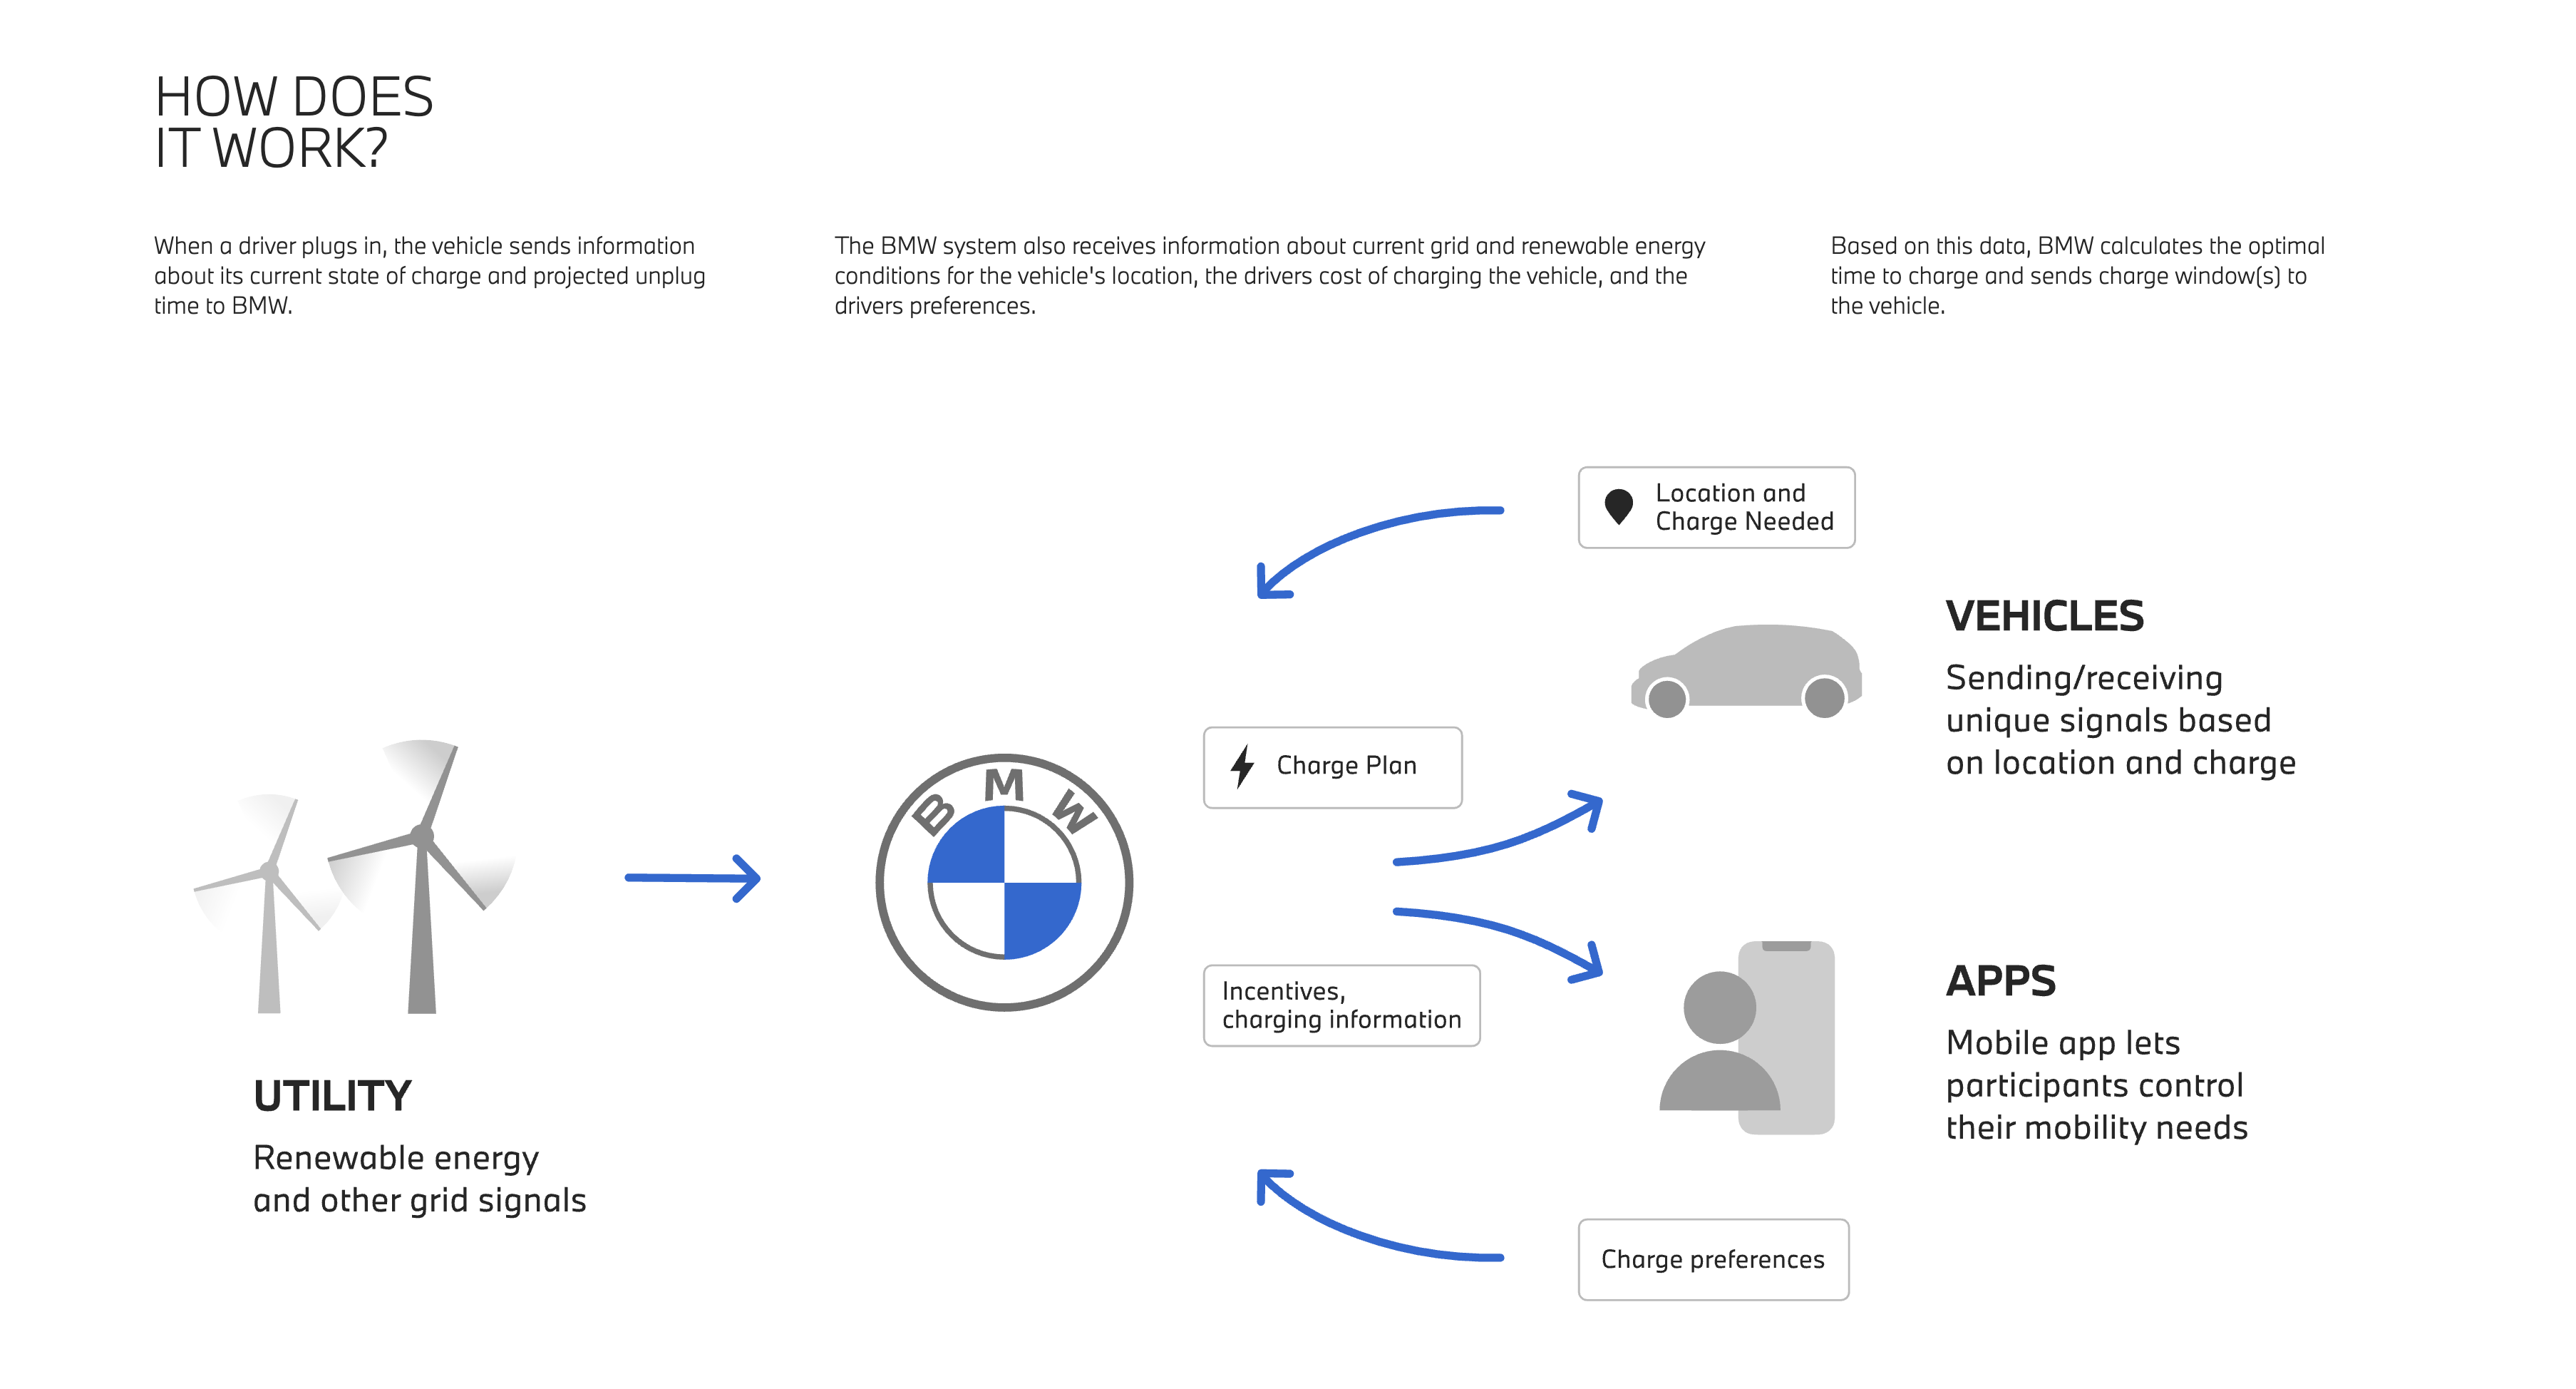 HOW DOES
IT WORK?
When a driver plugs in, the vehicle sends information
about its current state of charge and projected unplug
time to BMW.
The BMW system also receives information about current grid and renewable energy
conditions for the vehicle's location, the drivers cost of charging the vehicle, and the
drivers preferences.
Based on this data, BMW calculates the optimal
time to charge and sends charge window(s) to
the vehicle.
Location and
Charge Needed
VEHICLES
Sending/receiving
unique signals based
on location and charge
Charge Plan
BMW
Incentives,
charging information
APPS
Mobile app lets
participants control
their mobility needs
UTILITY
Renewable energy
and other grid signals
Charge preferences